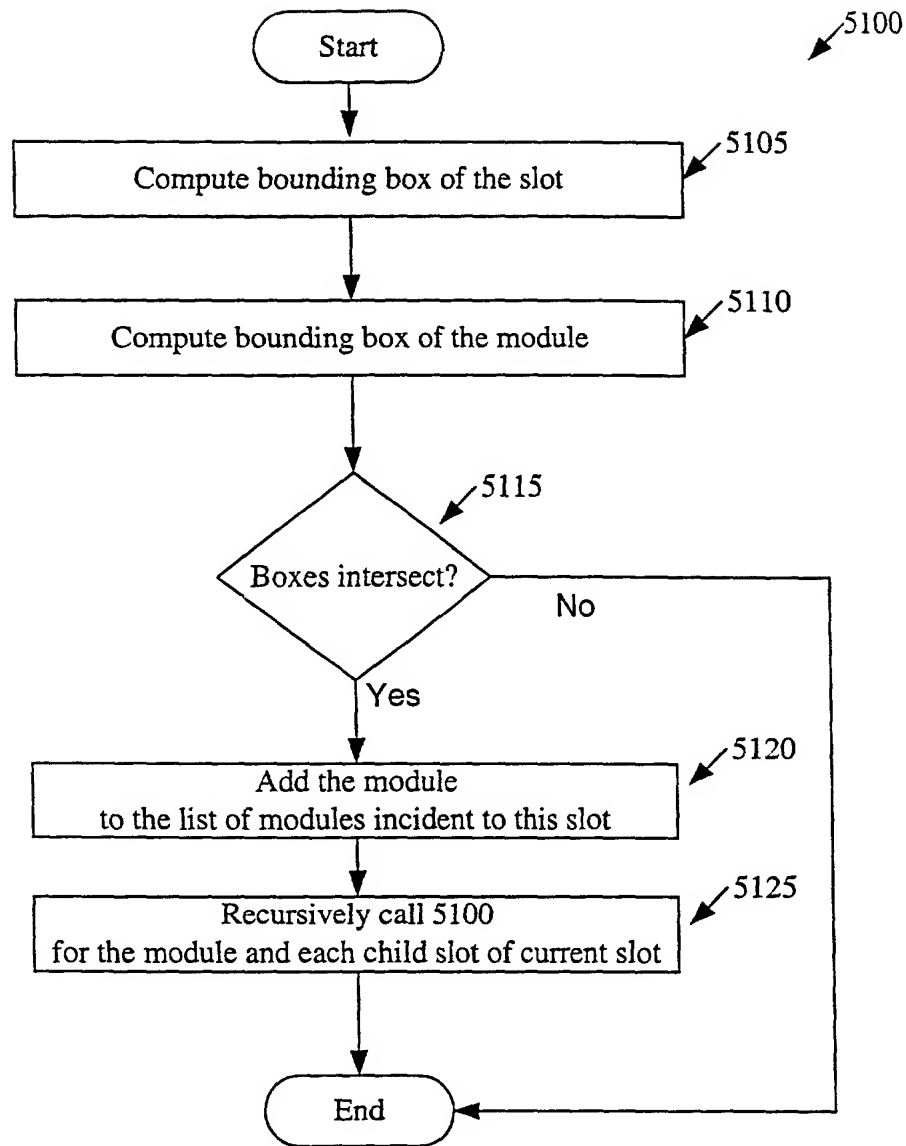 5100
Start
5105
Compute bounding box of the slot
5110
Compute bounding box of the module
5115
Boxes intersect?
No
Yes
5120
Add the module
to the list of modules incident to this slot
5125
Recursively call 5100
for the module and each child slot of current slot
End